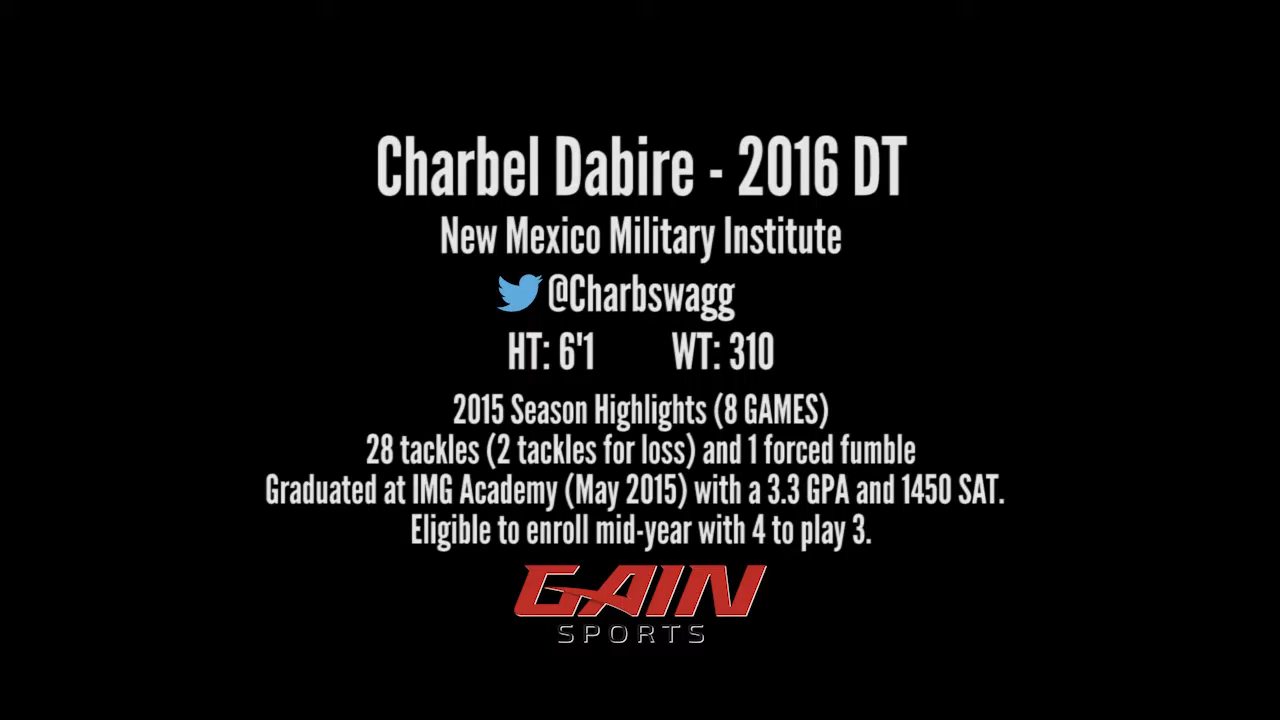 Charbel Dabire - 2016 DT
New Mexico Military Institute
@Charbswagg
HT: 6'1 WT: 310
2015 Season Highlights (8 GAMES)
28 tackles (2 tackles for loss) and 1 forced fumble
Graduated at IMG Academy (May 2015) with a 3.3 GPA and 1450 SAT.
Eligible to enroll mid-year with 4 to play 3.
GAIN
SPORTS